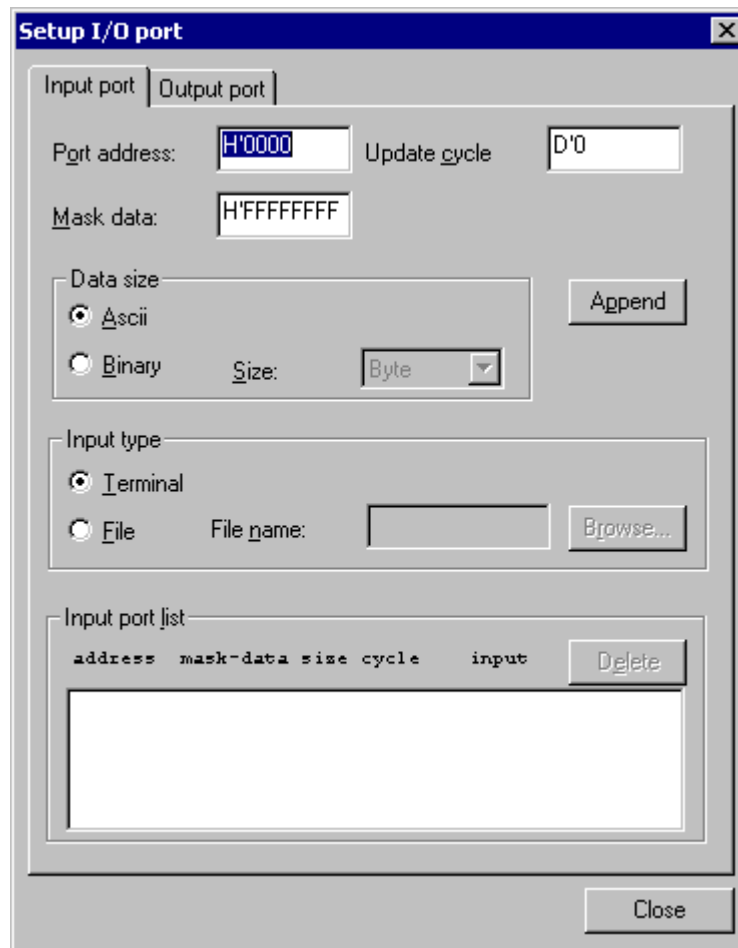 Setup I/O port
Input port Output port
Port address: H'0000 Update cycle D'0
Mask data: H'FFFFFFFF
Data size
Ascii
Append
Binary Size: Byte
Input type
Terminal
File File name: Browse...
Input port list
address mask-data size cycle input Delete
Close